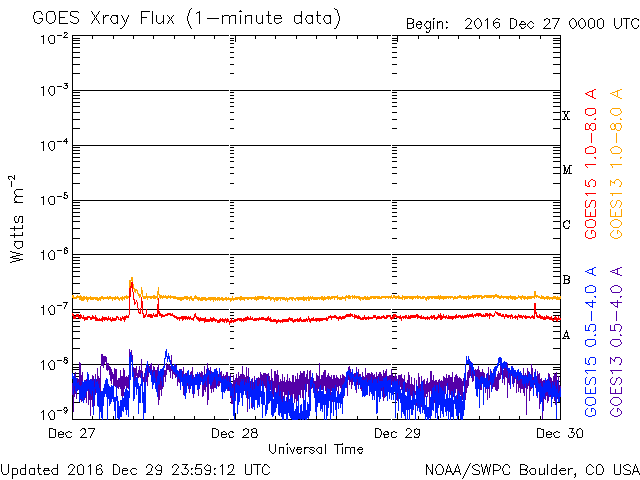 GOES Xray Flux (1-minute data)
Begin: 2016 Dec 27 0000 UTC
Watts m⁻²
10⁻²
10⁻³
10⁻⁴
10⁻⁵
10⁻⁶
10⁻⁷
10⁻⁸
10⁻⁹
X
M
C
B
A
GOES15 1.0-8.0 A
GOES13 1.0-8.0 A
GOES15 0.5-4.0 A
GOES13 0.5-4.0 A
Dec 27
Dec 28
Dec 29
Dec 30
Universal Time
Updated 2016 Dec 29 23:59:12 UTC
NOAA/SWPC Boulder, CO USA